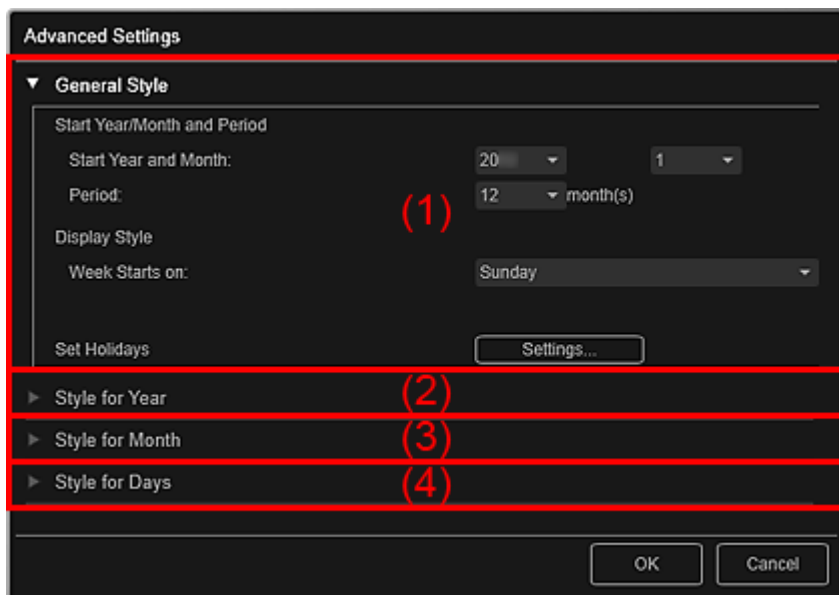 Advanced Settings
General Style
Start Year/Month and Period
Start Year and Month: 20 1
Period: 12 month(s)
(1)
Display Style
Week Starts on: Sunday
Set Holidays Settings...
Style for Year (2)
Style for Month (3)
Style for Days (4)
OK Cancel